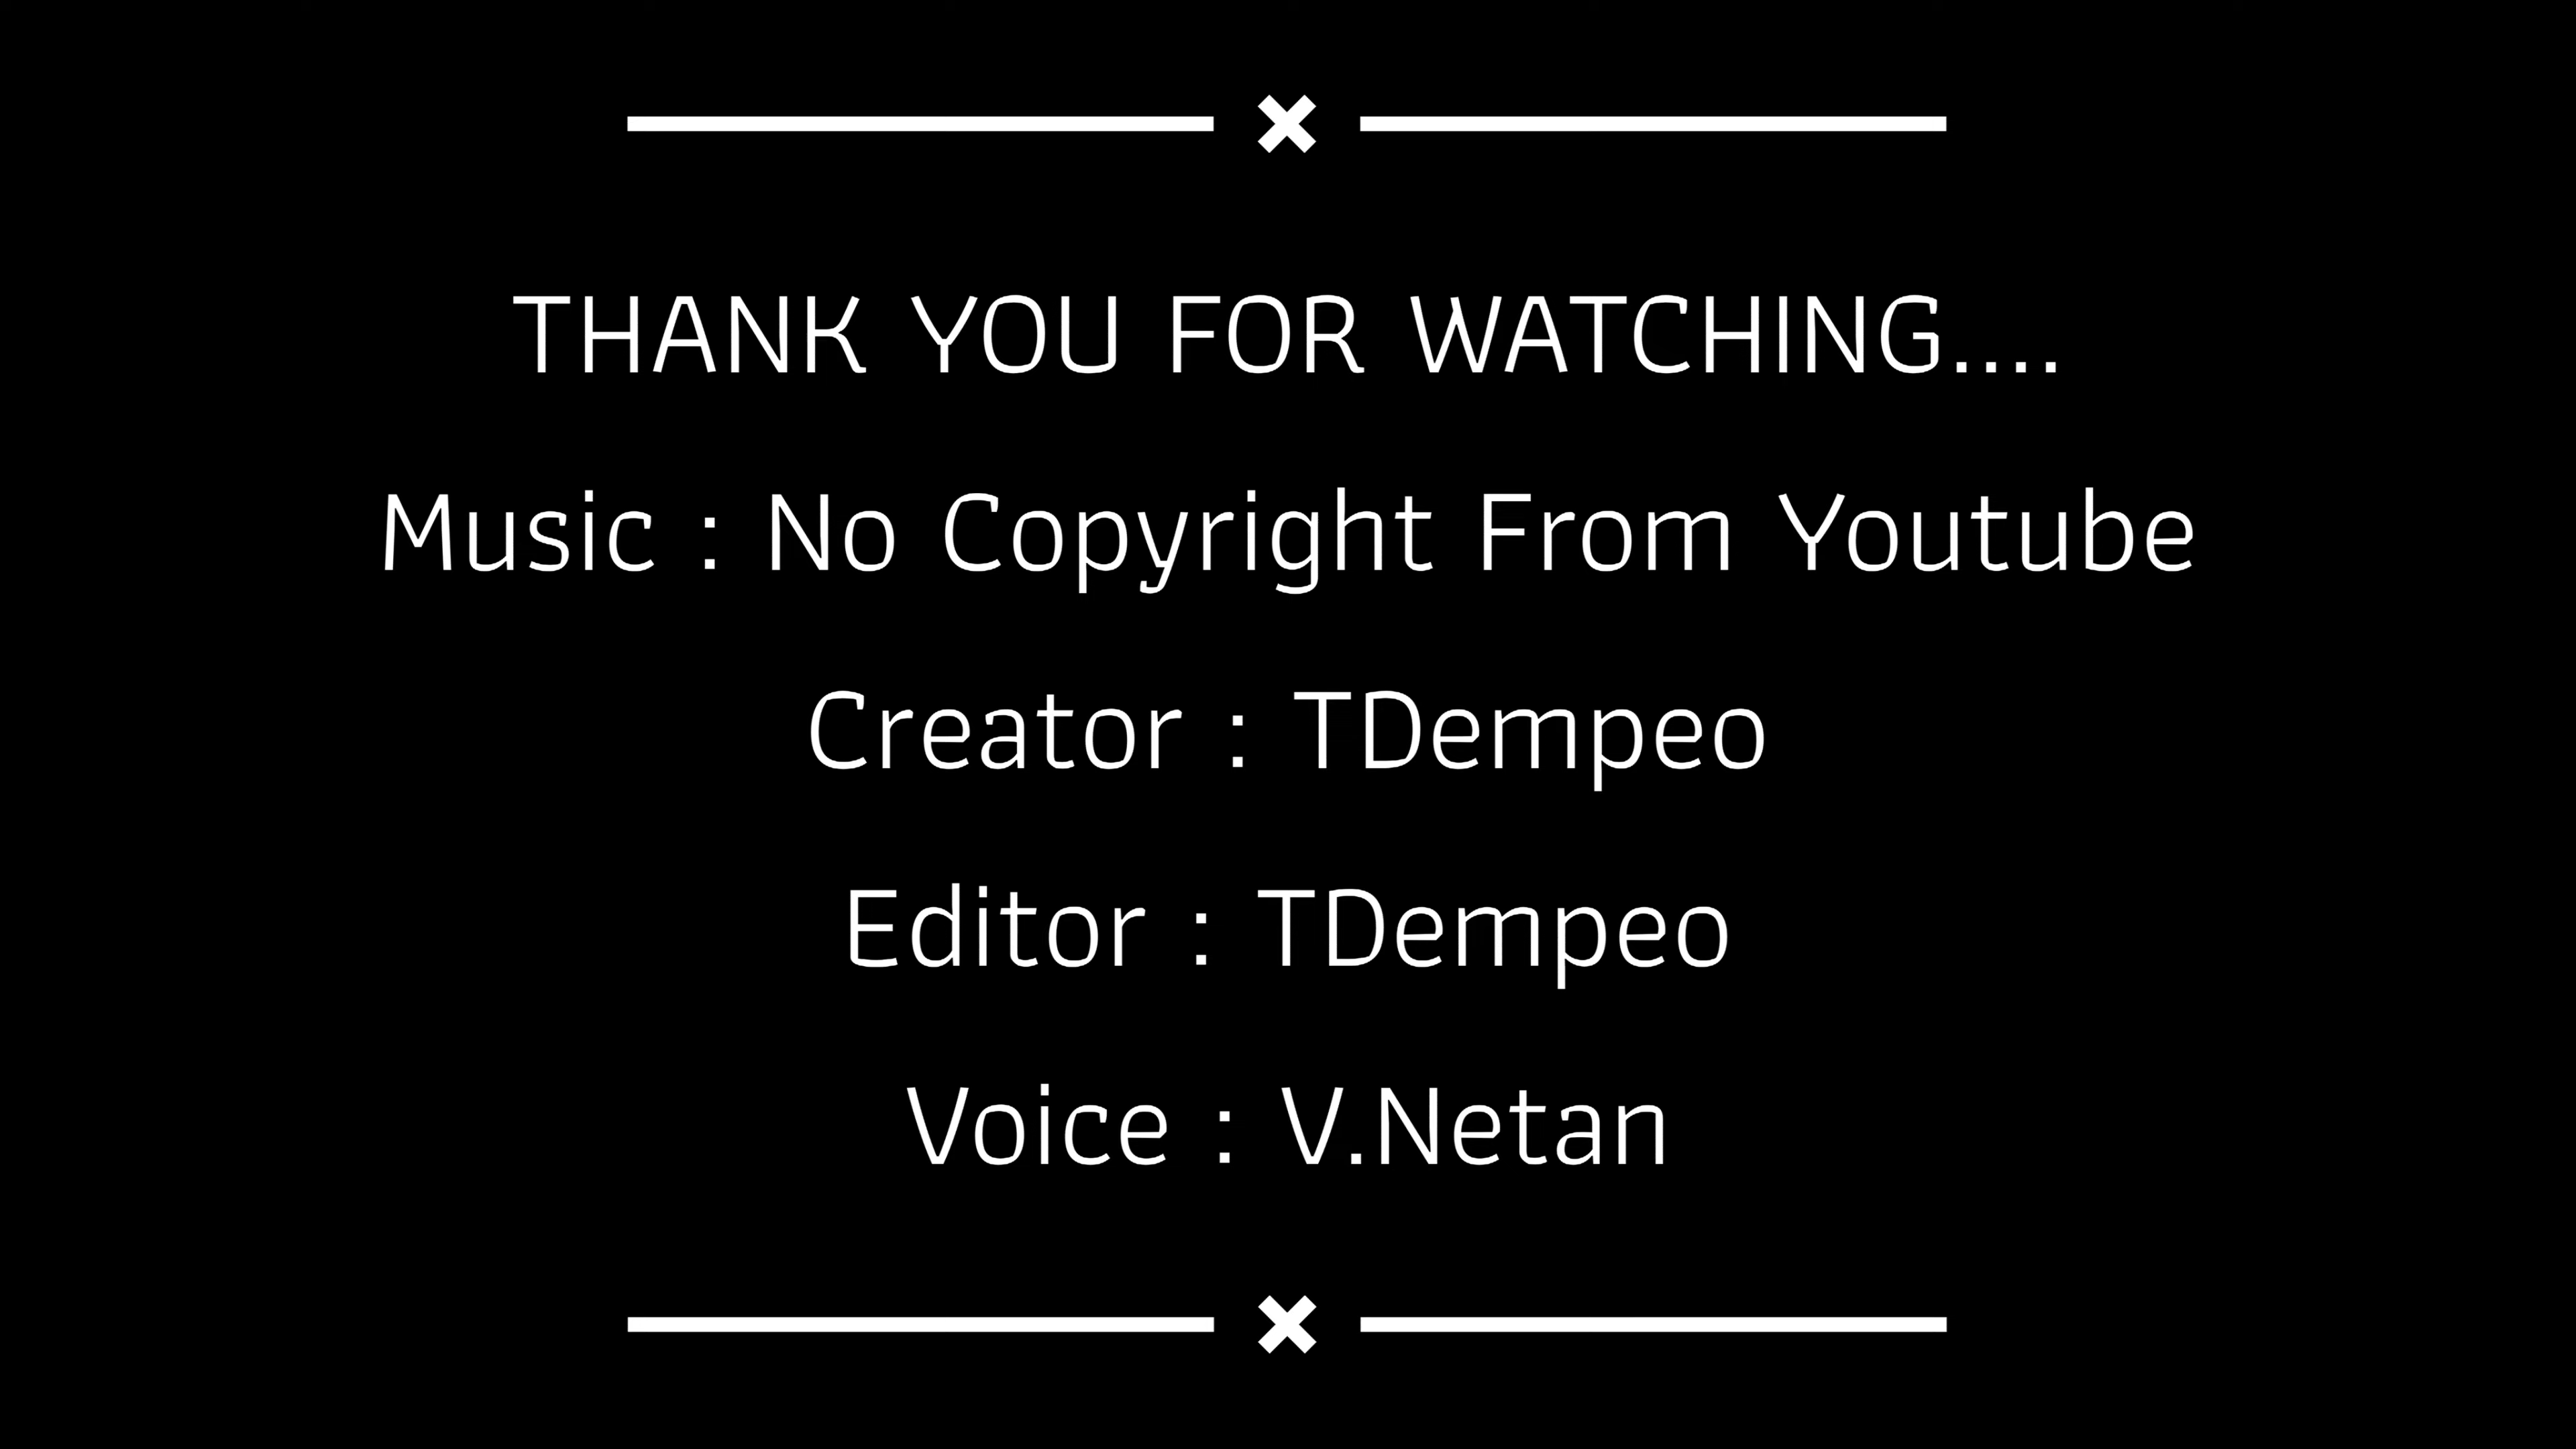 THANK YOU FOR WATCHING....
Music : No Copyright From Youtube
Creator : TDempeo
Editor : TDempeo
Voice : V.Netan